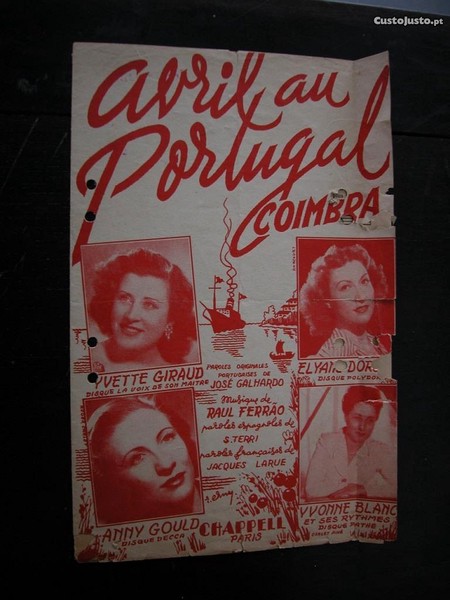 CustoJusto.pt
avril au
Portugal
COIMBRA
YVETTE GIRAUD
DISQUE LA VOIX DE SON MAITRE
PAROLES ORIGINALES
PORTUGAISES DE
JOSÉ GALHARDO
Musique de
RAUL FERRÃO
paroles espagnoles de
S. TERRI
paroles françaises de
JACQUES LARUE
DISQUE POLYDOR
ANNY GOULD
DISQUE DECCA
CHAPPELL
PARIS
YVONNE BLANC
ET SES RYTHMES
DISQUE PATHÉ